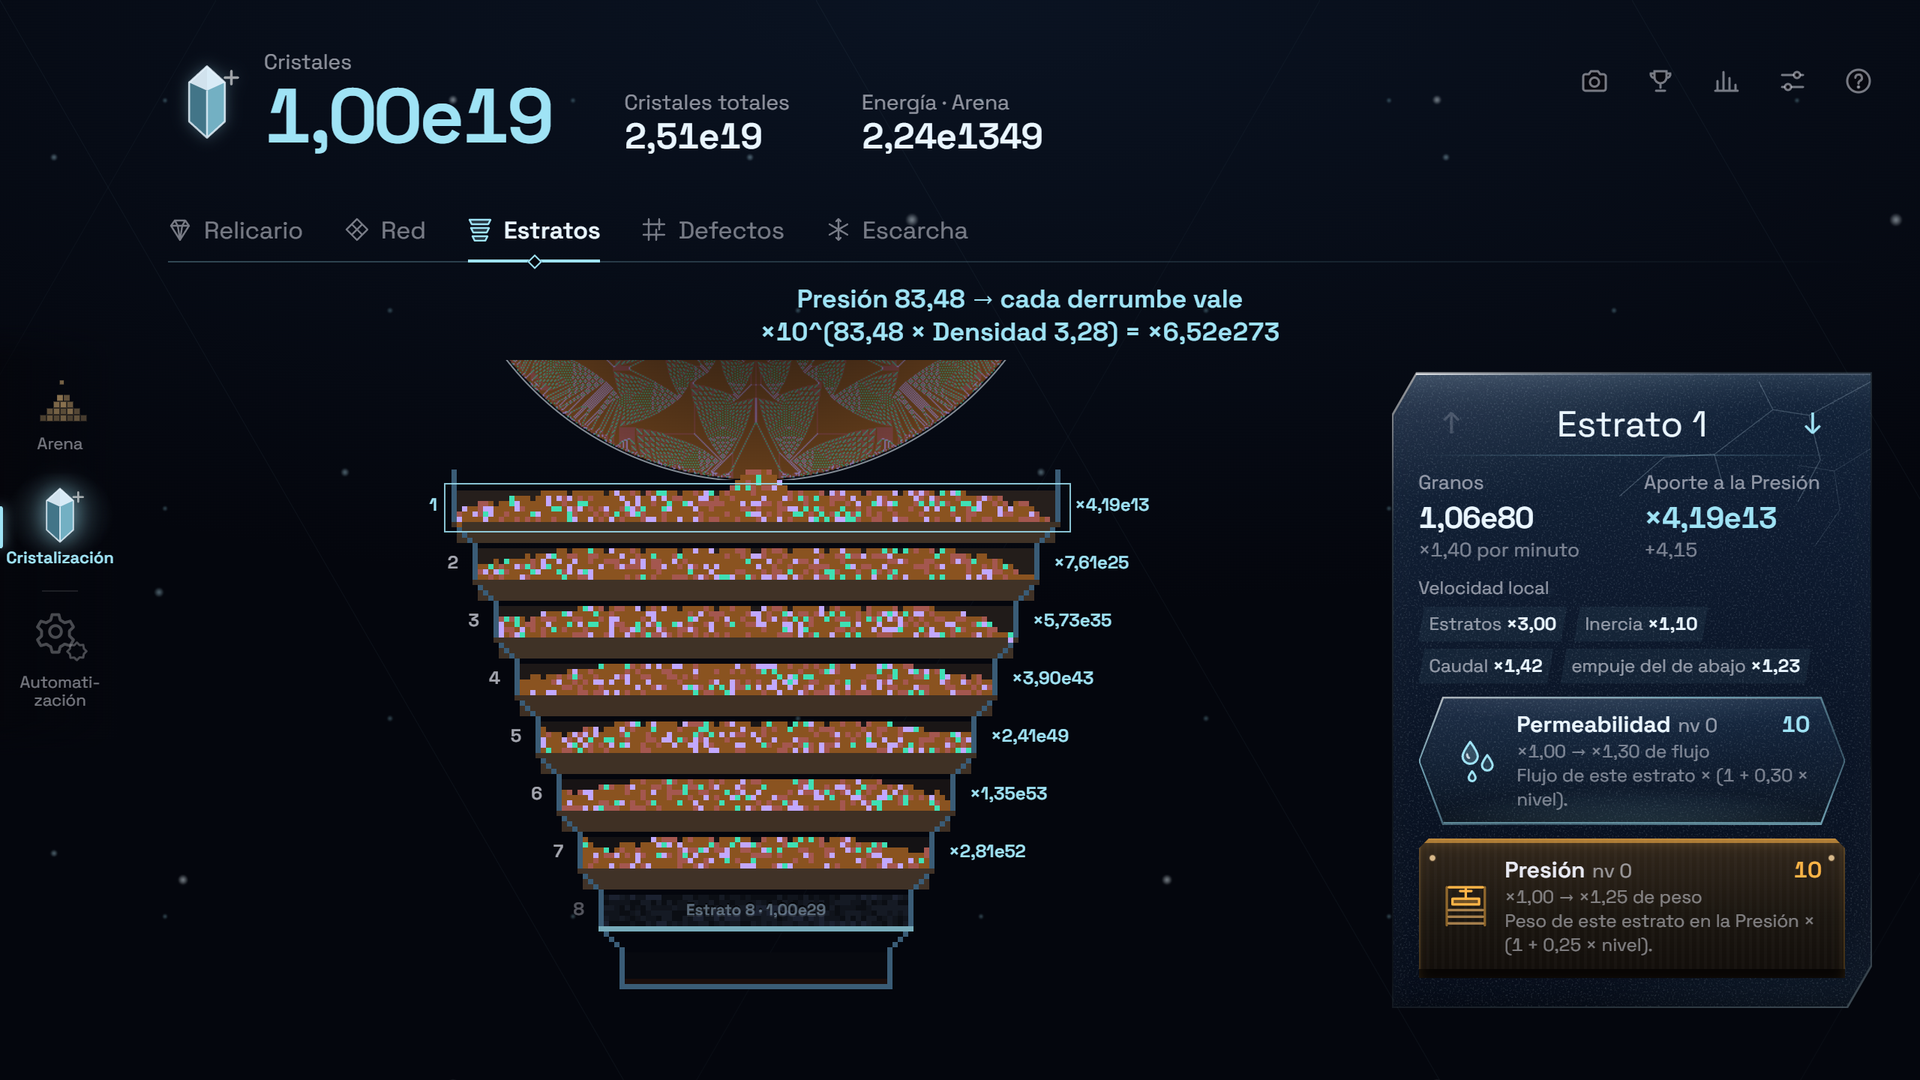 Cristales
1,00e19
Cristales totales
2,51e19
Energía · Arena
2,24e1349
Relicario
Red
Estratos
Defectos
Escarcha
Presión 83,48 → cada derrumbe vale
×10^(83,48 × Densidad 3,28) = ×6,52e273
Arena
Cristalización
Automati-
zación
1 ×4,19e13
2 ×7,61e25
3 ×5,73e35
4 ×3,90e43
5 ×2,41e49
6 ×1,35e53
7 ×2,81e52
8 Estrato 8 · 1,00e29
↑ Estrato 1 ↓
Granos
1,06e80
×1,40 por minuto
Aporte a la Presión
×4,19e13
+4,15
Velocidad local
Estratos ×3,00
Inercia ×1,10
Caudal ×1,42
empuje del de abajo ×1,23
Permeabilidad nv 0 10
×1,00 → ×1,30 de flujo
Flujo de este estrato × (1 + 0,30 ×
nivel).
Presión nv 0 10
×1,00 → ×1,25 de peso
Peso de este estrato en la Presión ×
(1 + 0,25 × nivel).